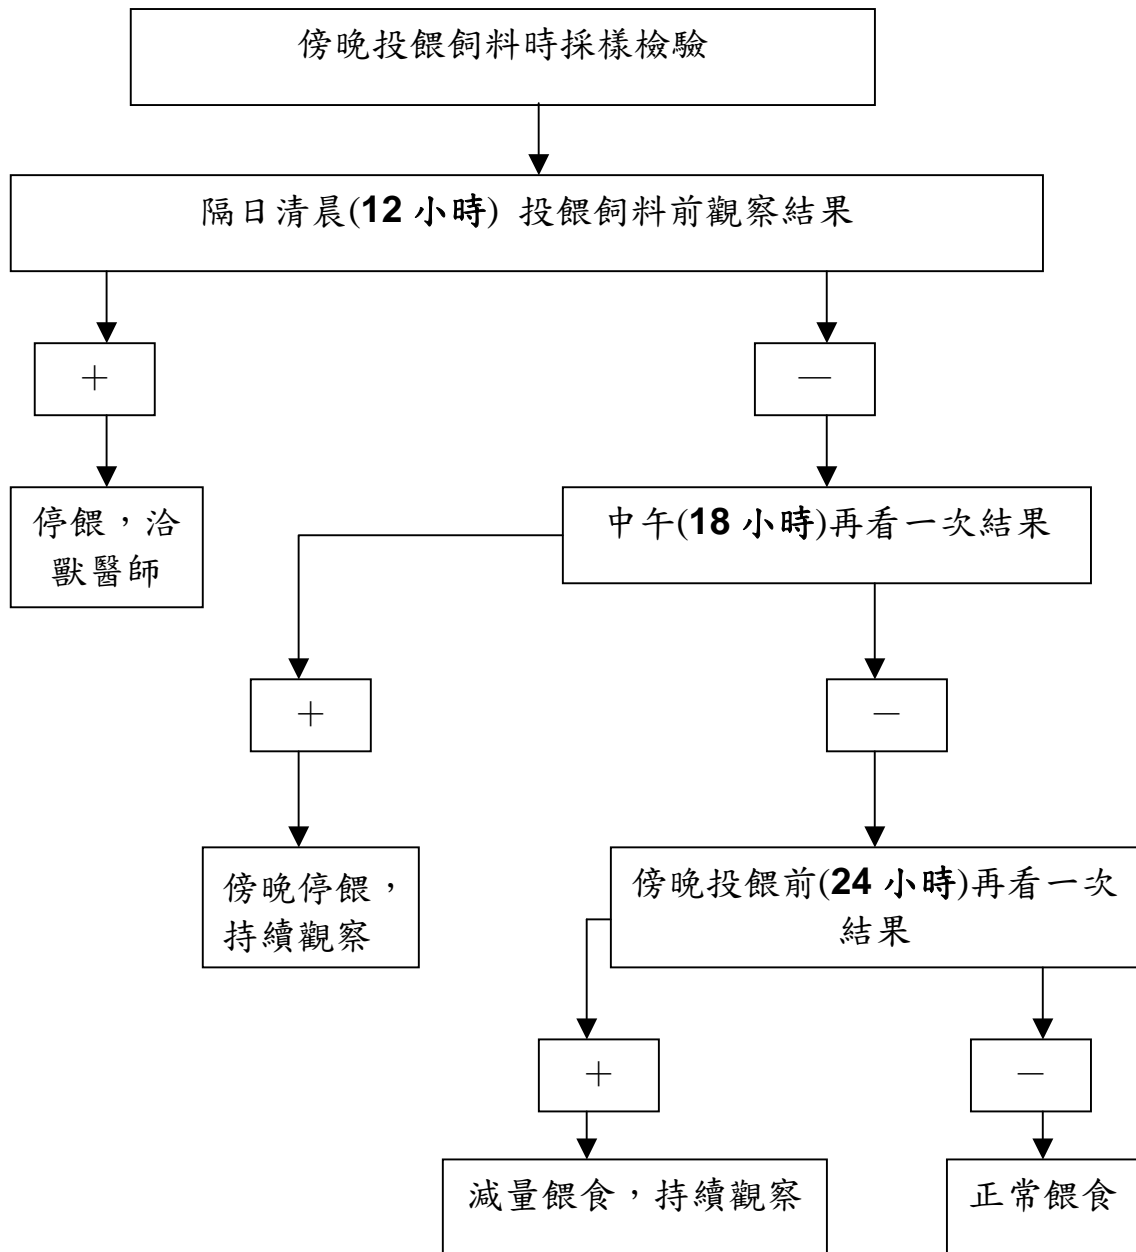 傍晚投餵飼料時採樣檢驗
隔日清晨(12 小時) 投餵飼料前觀察結果
+
—
停餵，洽
獸醫師
中午(18 小時)再看一次結果
+
—
傍晚停餵，
持續觀察
傍晚投餵前(24 小時)再看一次
結果
+
—
減量餵食，持續觀察
正常餵食